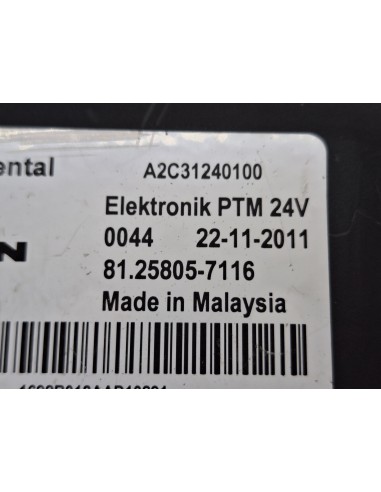 ental A2C31240100
Elektronik PTM 24V
N 0044 22-11-2011
81.25805-7116
Made in Malaysia